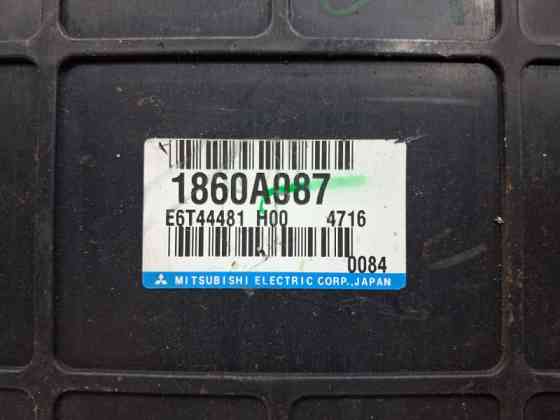 1860A087
E6T44481 H00 4716
0084
MITSUBISHI ELECTRIC CORP.,JAPAN